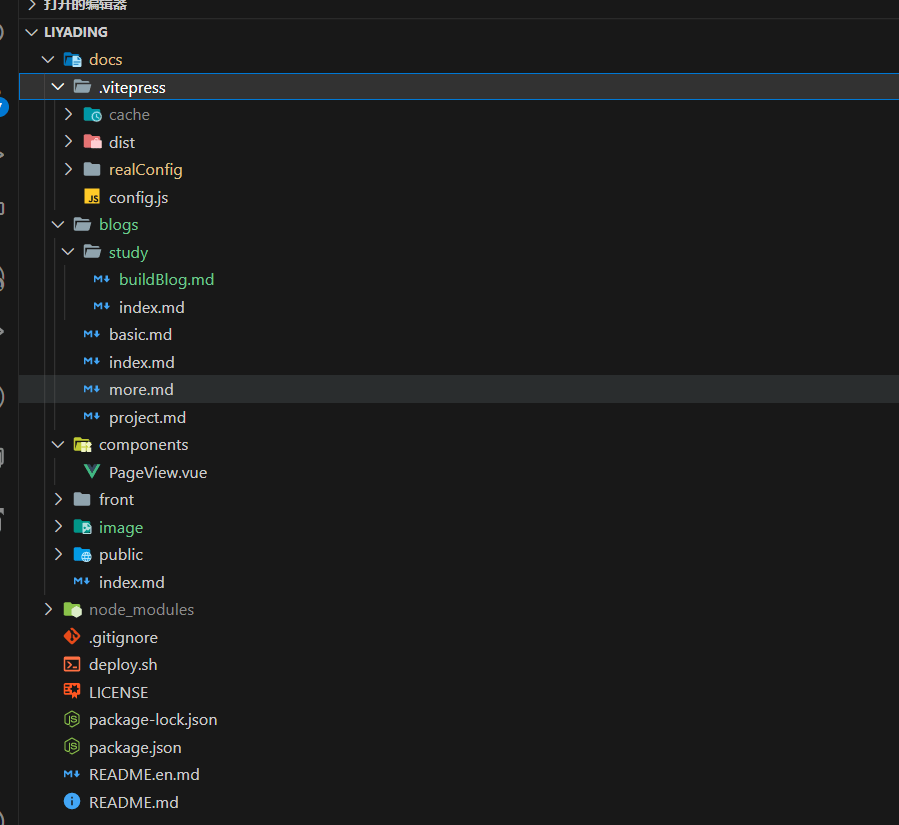 打开的编辑器
LIYADING
docs
.vitepress
cache
dist
realConfig
JS config.js
blogs
study
buildBlog.md
index.md
basic.md
index.md
more.md
project.md
components
PageView.vue
front
image
public
index.md
node_modules
.gitignore
deploy.sh
LICENSE
package-lock.json
package.json
README.en.md
README.md